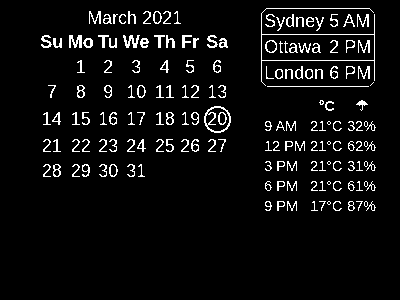 March 2021
Su Mo Tu We Th Fr Sa
1 2 3 4 5 6
7 8 9 10 11 12 13
14 15 16 17 18 19 20
21 22 23 24 25 26 27
28 29 30 31
Sydney 5 AM
Ottawa 2 PM
London 6 PM
°C ☂
9 AM 21°C 32%
12 PM 21°C 62%
3 PM 21°C 31%
6 PM 21°C 61%
9 PM 17°C 87%